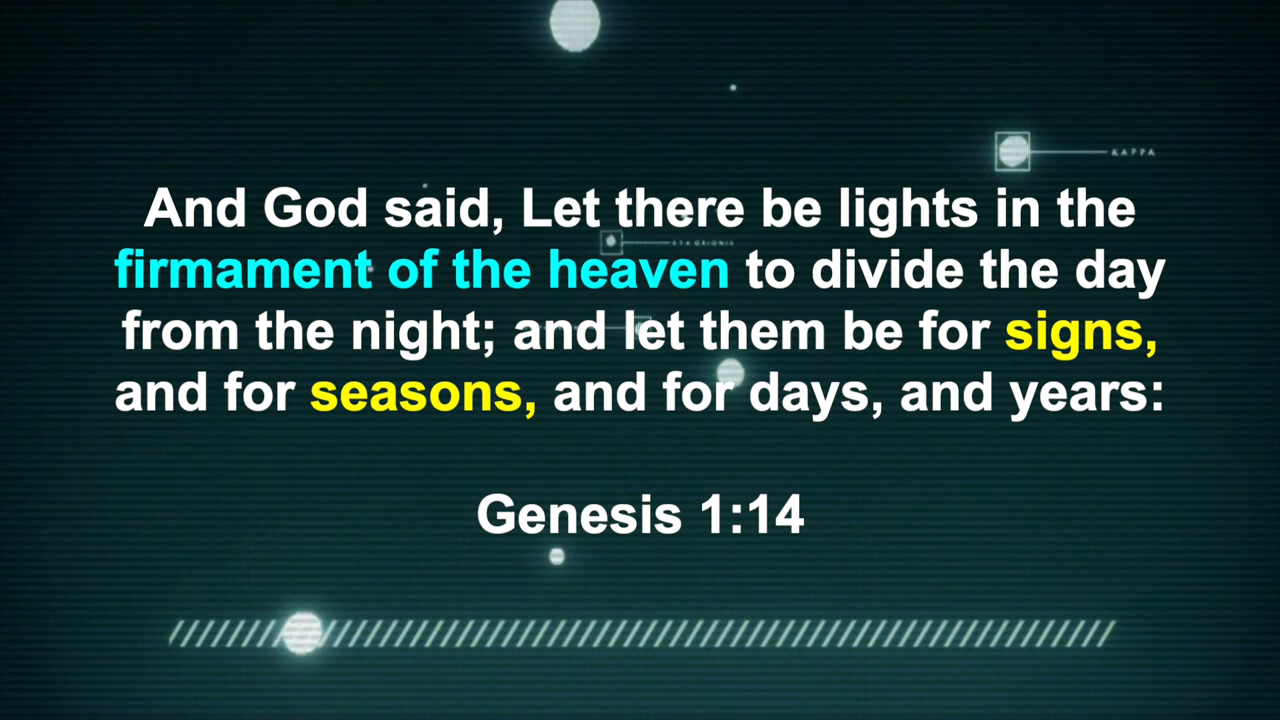 KAPPA
And God said, Let there be lights in the
ETA ORIONIS
firmament of the heaven to divide the day
from the night; and let them be for signs,
and for seasons, and for days, and years:
Genesis 1:14